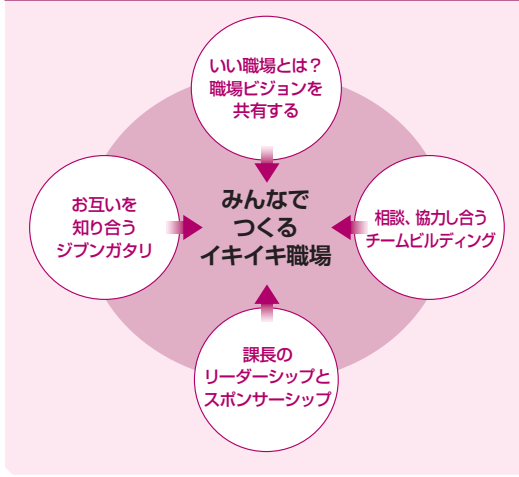 いい職場とは?
職場ビジョンを
共有する
お互いを
知り合う
ジブンガタリ
みんなで
つくる
イキイキ職場
相談、協力し合う
チームビルディング
課長の
リーダーシップと
スポンサーシップ